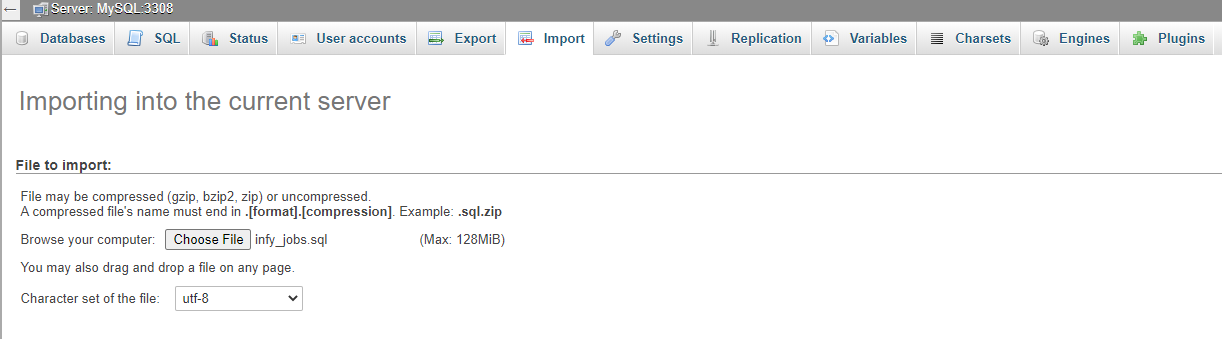 Server: MySQL:3308
Databases SQL Status User accounts Export Import Settings Replication Variables Charsets Engines Plugins
Importing into the current server
File to import:
File may be compressed (gzip, bzip2, zip) or uncompressed.
A compressed file's name must end in .[format].[compression]. Example: .sql.zip
Browse your computer: Choose File infy_jobs.sql (Max: 128MiB)
You may also drag and drop a file on any page.
Character set of the file: utf-8